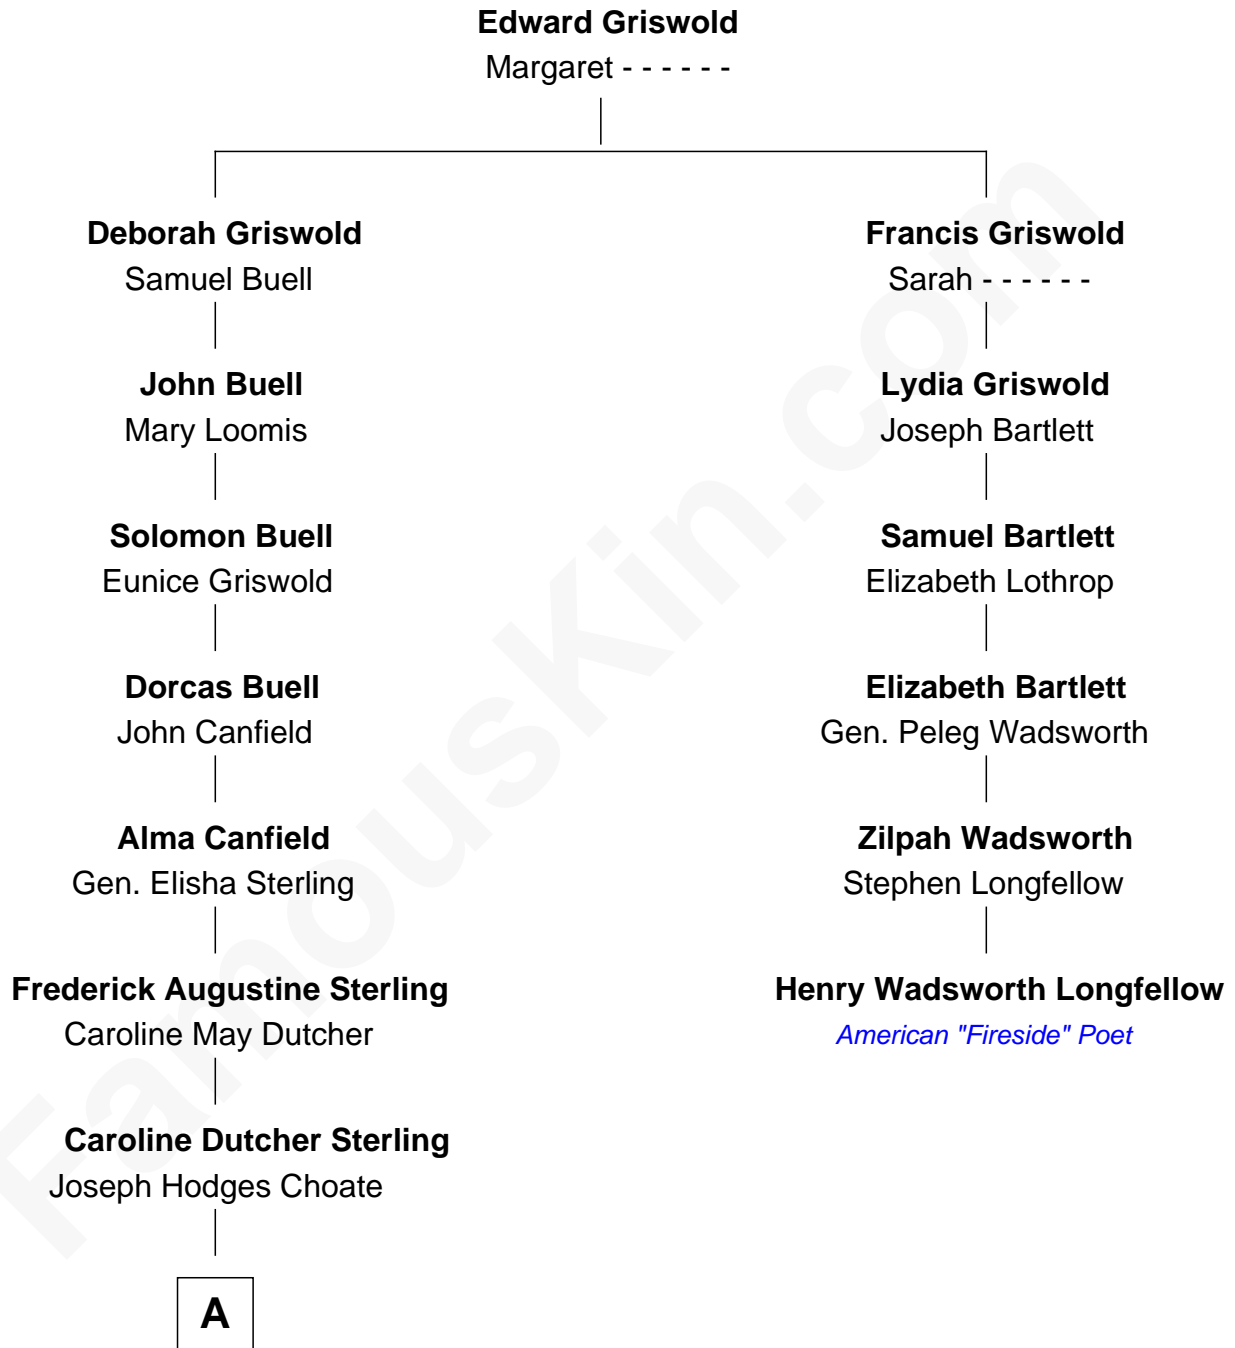 Edward Griswold
Margaret - - - - - -
Deborah Griswold
Samuel Buell
John Buell
Mary Loomis
Solomon Buell
Eunice Griswold
Dorcas Buell
John Canfield
Alma Canfield
Gen. Elisha Sterling
Frederick Augustine Sterling
Caroline May Dutcher
Caroline Dutcher Sterling
Joseph Hodges Choate
A
Francis Griswold
Sarah - - - - - -
Lydia Griswold
Joseph Bartlett
Samuel Bartlett
Elizabeth Lothrop
Elizabeth Bartlett
Gen. Peleg Wadsworth
Zilpah Wadsworth
Stephen Longfellow
Henry Wadsworth Longfellow
American "Fireside" Poet
FamousKin.com